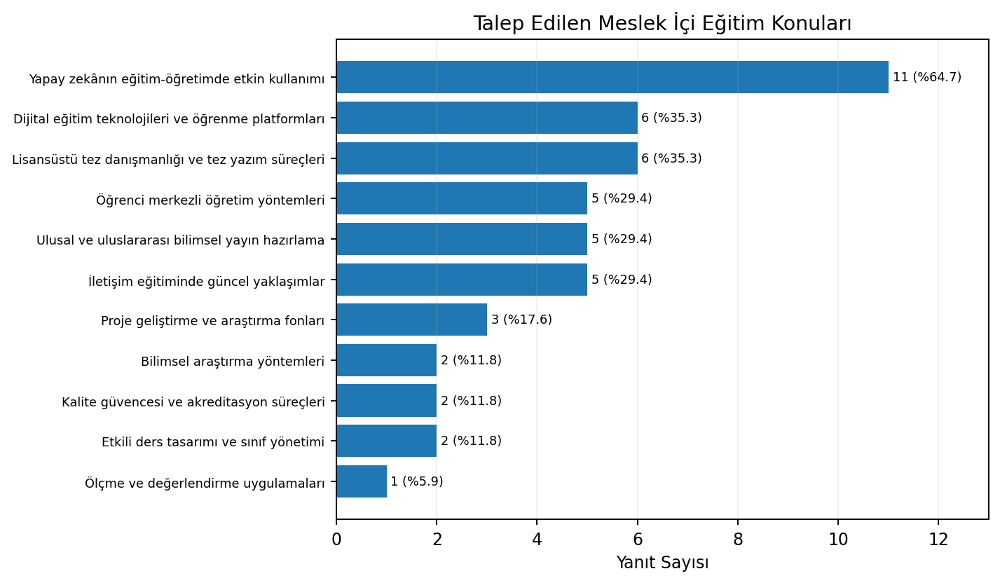 Talep Edilen Meslek İçi Eğitim Konuları
Yapay zekânın eğitim-öğretimde etkin kullanımı 11 (%64.7)
Dijital eğitim teknolojileri ve öğrenme platformları 6 (%35.3)
Lisansüstü tez danışmanlığı ve tez yazım süreçleri 6 (%35.3)
Öğrenci merkezli öğretim yöntemleri 5 (%29.4)
Ulusal ve uluslararası bilimsel yayın hazırlama 5 (%29.4)
İletişim eğitiminde güncel yaklaşımlar 5 (%29.4)
Proje geliştirme ve araştırma fonları 3 (%17.6)
Bilimsel araştırma yöntemleri 2 (%11.8)
Kalite güvencesi ve akreditasyon süreçleri 2 (%11.8)
Etkili ders tasarımı ve sınıf yönetimi 2 (%11.8)
Ölçme ve değerlendirme uygulamaları 1 (%5.9)
0 2 4 6 8 10 12
Yanıt Sayısı